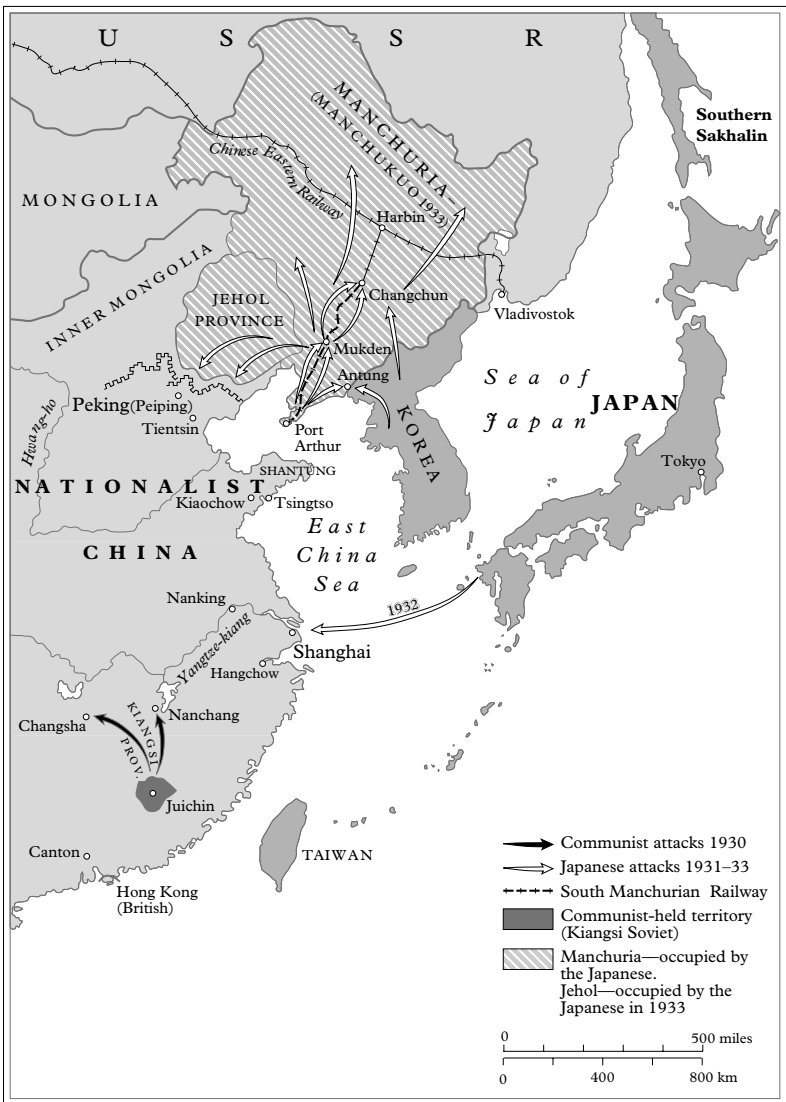 U S S R
MANCHURIA—
(MANCHUKUO 1933)
Southern
Sakhalin
Chinese Eastern
Railway
MONGOLIA
Harbin
INNER MONGOLIA
JEHOL
PROVINCE
Changchun
Vladivostok
Mukden
Antung
Sea of
Japan
JAPAN
Peking (Peiping)
Tientsin
Hwang-ho
Port
Arthur
KOREA
Tokyo
SHANTUNG
NATIONALIST
Kiaochow
Tsingtso
CHINA
East
China
Sea
Nanking
1932
Yangtze-kiang
Shanghai
Hangchow
Changsha
KIANGSI
PROV.
Nanchang
Juichin
Canton
TAIWAN
Hong Kong
(British)
Communist attacks 1930
Japanese attacks 1931–33
South Manchurian Railway
Communist-held territory
(Kiangsi Soviet)
Manchuria—occupied by
the Japanese.
Jehol—occupied by the
Japanese in 1933
0 500 miles
0 400 800 km